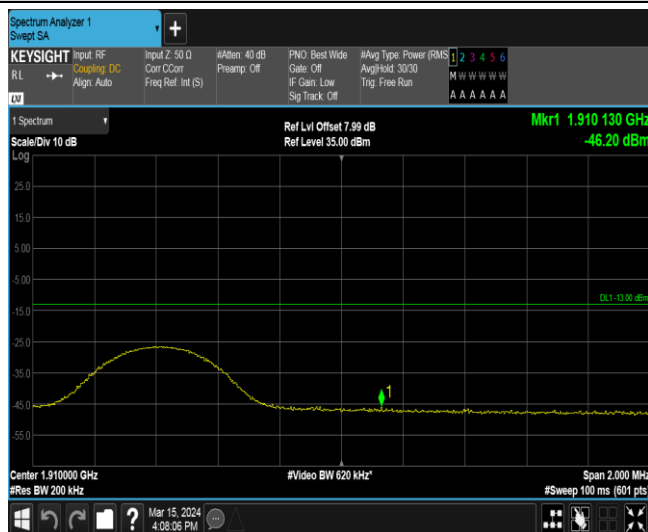 Spectrum Analyzer 1
Swept SA
+
KEYSIGHT Input: RF Input Z: 50 Ω #Atten: 40 dB PNO: Best Wide #Avg Type: Power (RMS 1 2 3 4 5 6
RL Coupling: DC Corr CCorr Preamp: Off Gate: Off Avg|Hold: 30/30 M W W W W W
Align: Auto Freq Ref: Int (S) IF Gain: Low Trig: Free Run
Sig Track: Off A A A A A A
LXI
1 Spectrum Ref Lvl Offset 7.99 dB Mkr1 1.910 130 GHz
Scale/Div 10 dB Ref Level 35.00 dBm -46.20 dBm
Log
25.0
15.0
5.00
-5.00
DL1 -13.00 dBm
-15.0
-25.0
-35.0
1
-45.0
-55.0
Center 1.910000 GHz #Video BW 620 kHz* Span 2.000 MHz
#Res BW 200 kHz #Sweep 100 ms (601 pts)
? Mar 15, 2024
4:08:06 PM